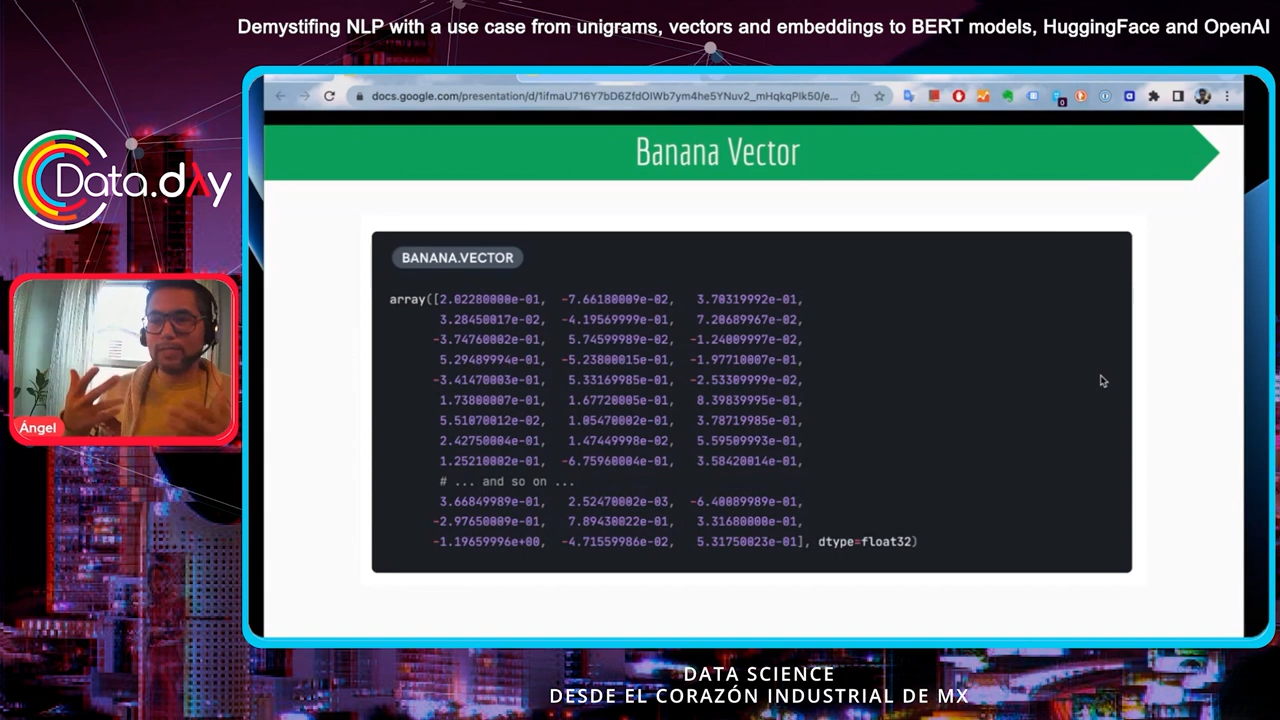 Demystifing NLP with a use case from unigrams, vectors and embeddings to BERT models, HuggingFace and OpenAI
docs.google.com/presentation/d/1ifmaU716Y7bD6ZfdOIWb7ym4he5YNuv2_mHqkqPlk50/e...
Data.day
Banana Vector
BANANA.VECTOR
array([2.02280000e-01, -7.66180009e-02, 3.70319992e-01,
3.28450017e-02, -4.19569999e-01, 7.20689967e-02,
-3.74760002e-01, 5.74599989e-02, -1.24009997e-02,
5.29489994e-01, -5.23800015e-01, -1.97710007e-01,
-3.41470003e-01, 5.33169985e-01, -2.53309999e-02,
1.73800007e-01, 1.67720005e-01, 8.39839995e-01,
5.51070012e-02, 1.05470002e-01, 3.78719985e-01,
2.42750004e-01, 1.47449998e-02, 5.59509993e-01,
1.25210002e-01, -6.75960004e-01, 3.58420014e-01,
# ... and so on ...
3.66849989e-01, 2.52470002e-03, -6.40089989e-01,
-2.97650009e-01, 7.89430022e-01, 3.31680000e-01,
-1.19659996e+00, -4.71559986e-02, 5.31750023e-01], dtype=float32)
Ángel
DATA SCIENCE
DESDE EL CORAZÓN INDUSTRIAL DE MX